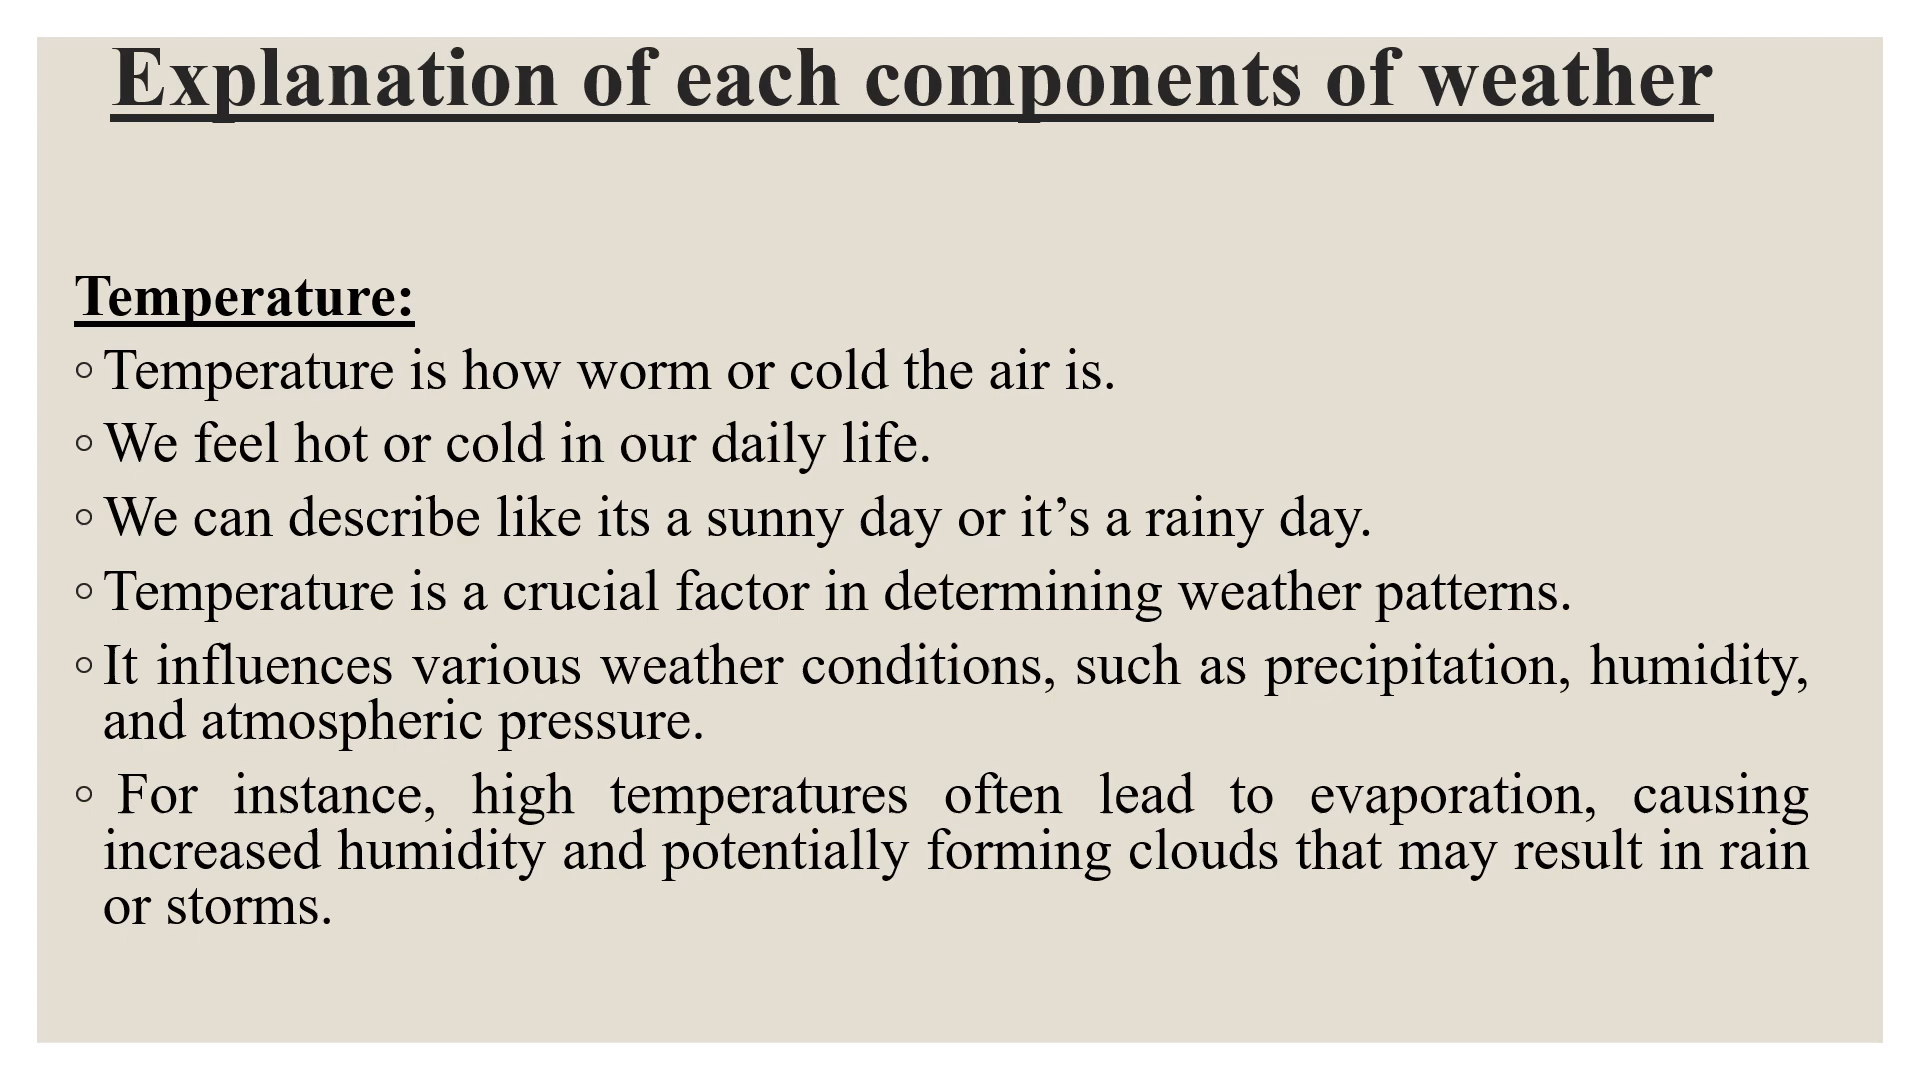 Explanation of each components of weather
Temperature:
◦ Temperature is how worm or cold the air is.
◦ We feel hot or cold in our daily life.
◦ We can describe like its a sunny day or it’s a rainy day.
◦ Temperature is a crucial factor in determining weather patterns.
◦ It influences various weather conditions, such as precipitation, humidity,
and atmospheric pressure.
◦ For instance, high temperatures often lead to evaporation, causing
increased humidity and potentially forming clouds that may result in rain
or storms.